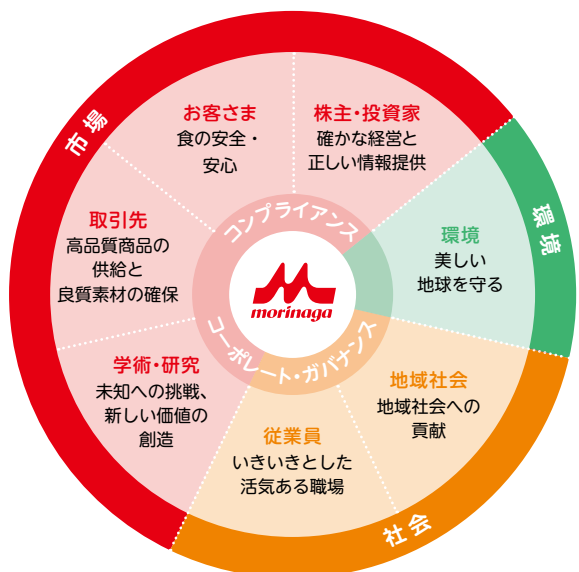 市場
お客さま
食の安全・
安心
株主・投資家
確かな経営と
正しい情報提供
環境
環境
美しい
地球を守る
取引先
高品質商品の
供給と
良質素材の確保
コンプライアンス
morinaga
コーポレート・ガバナンス
学術・研究
未知への挑戦、
新しい価値の
創造
従業員
いきいきとした
活気ある職場
地域社会
地域社会への
貢献
社会